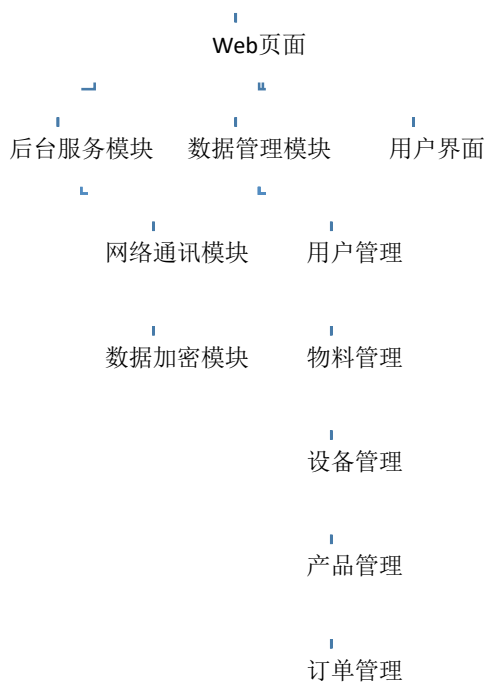 Web页面
后台服务模块 数据管理模块 用户界面
网络通讯模块 用户管理
数据加密模块 物料管理
设备管理
产品管理
订单管理